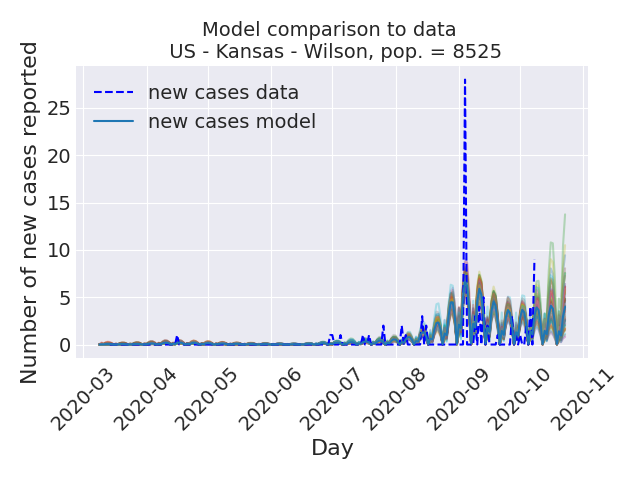 Model comparison to data
US - Kansas - Wilson, pop. = 8525
new cases data
new cases model
Number of new cases reported
25
20
15
10
5
0
2020-03
2020-04
2020-05
2020-06
2020-07
2020-08
2020-09
2020-10
2020-11
Day